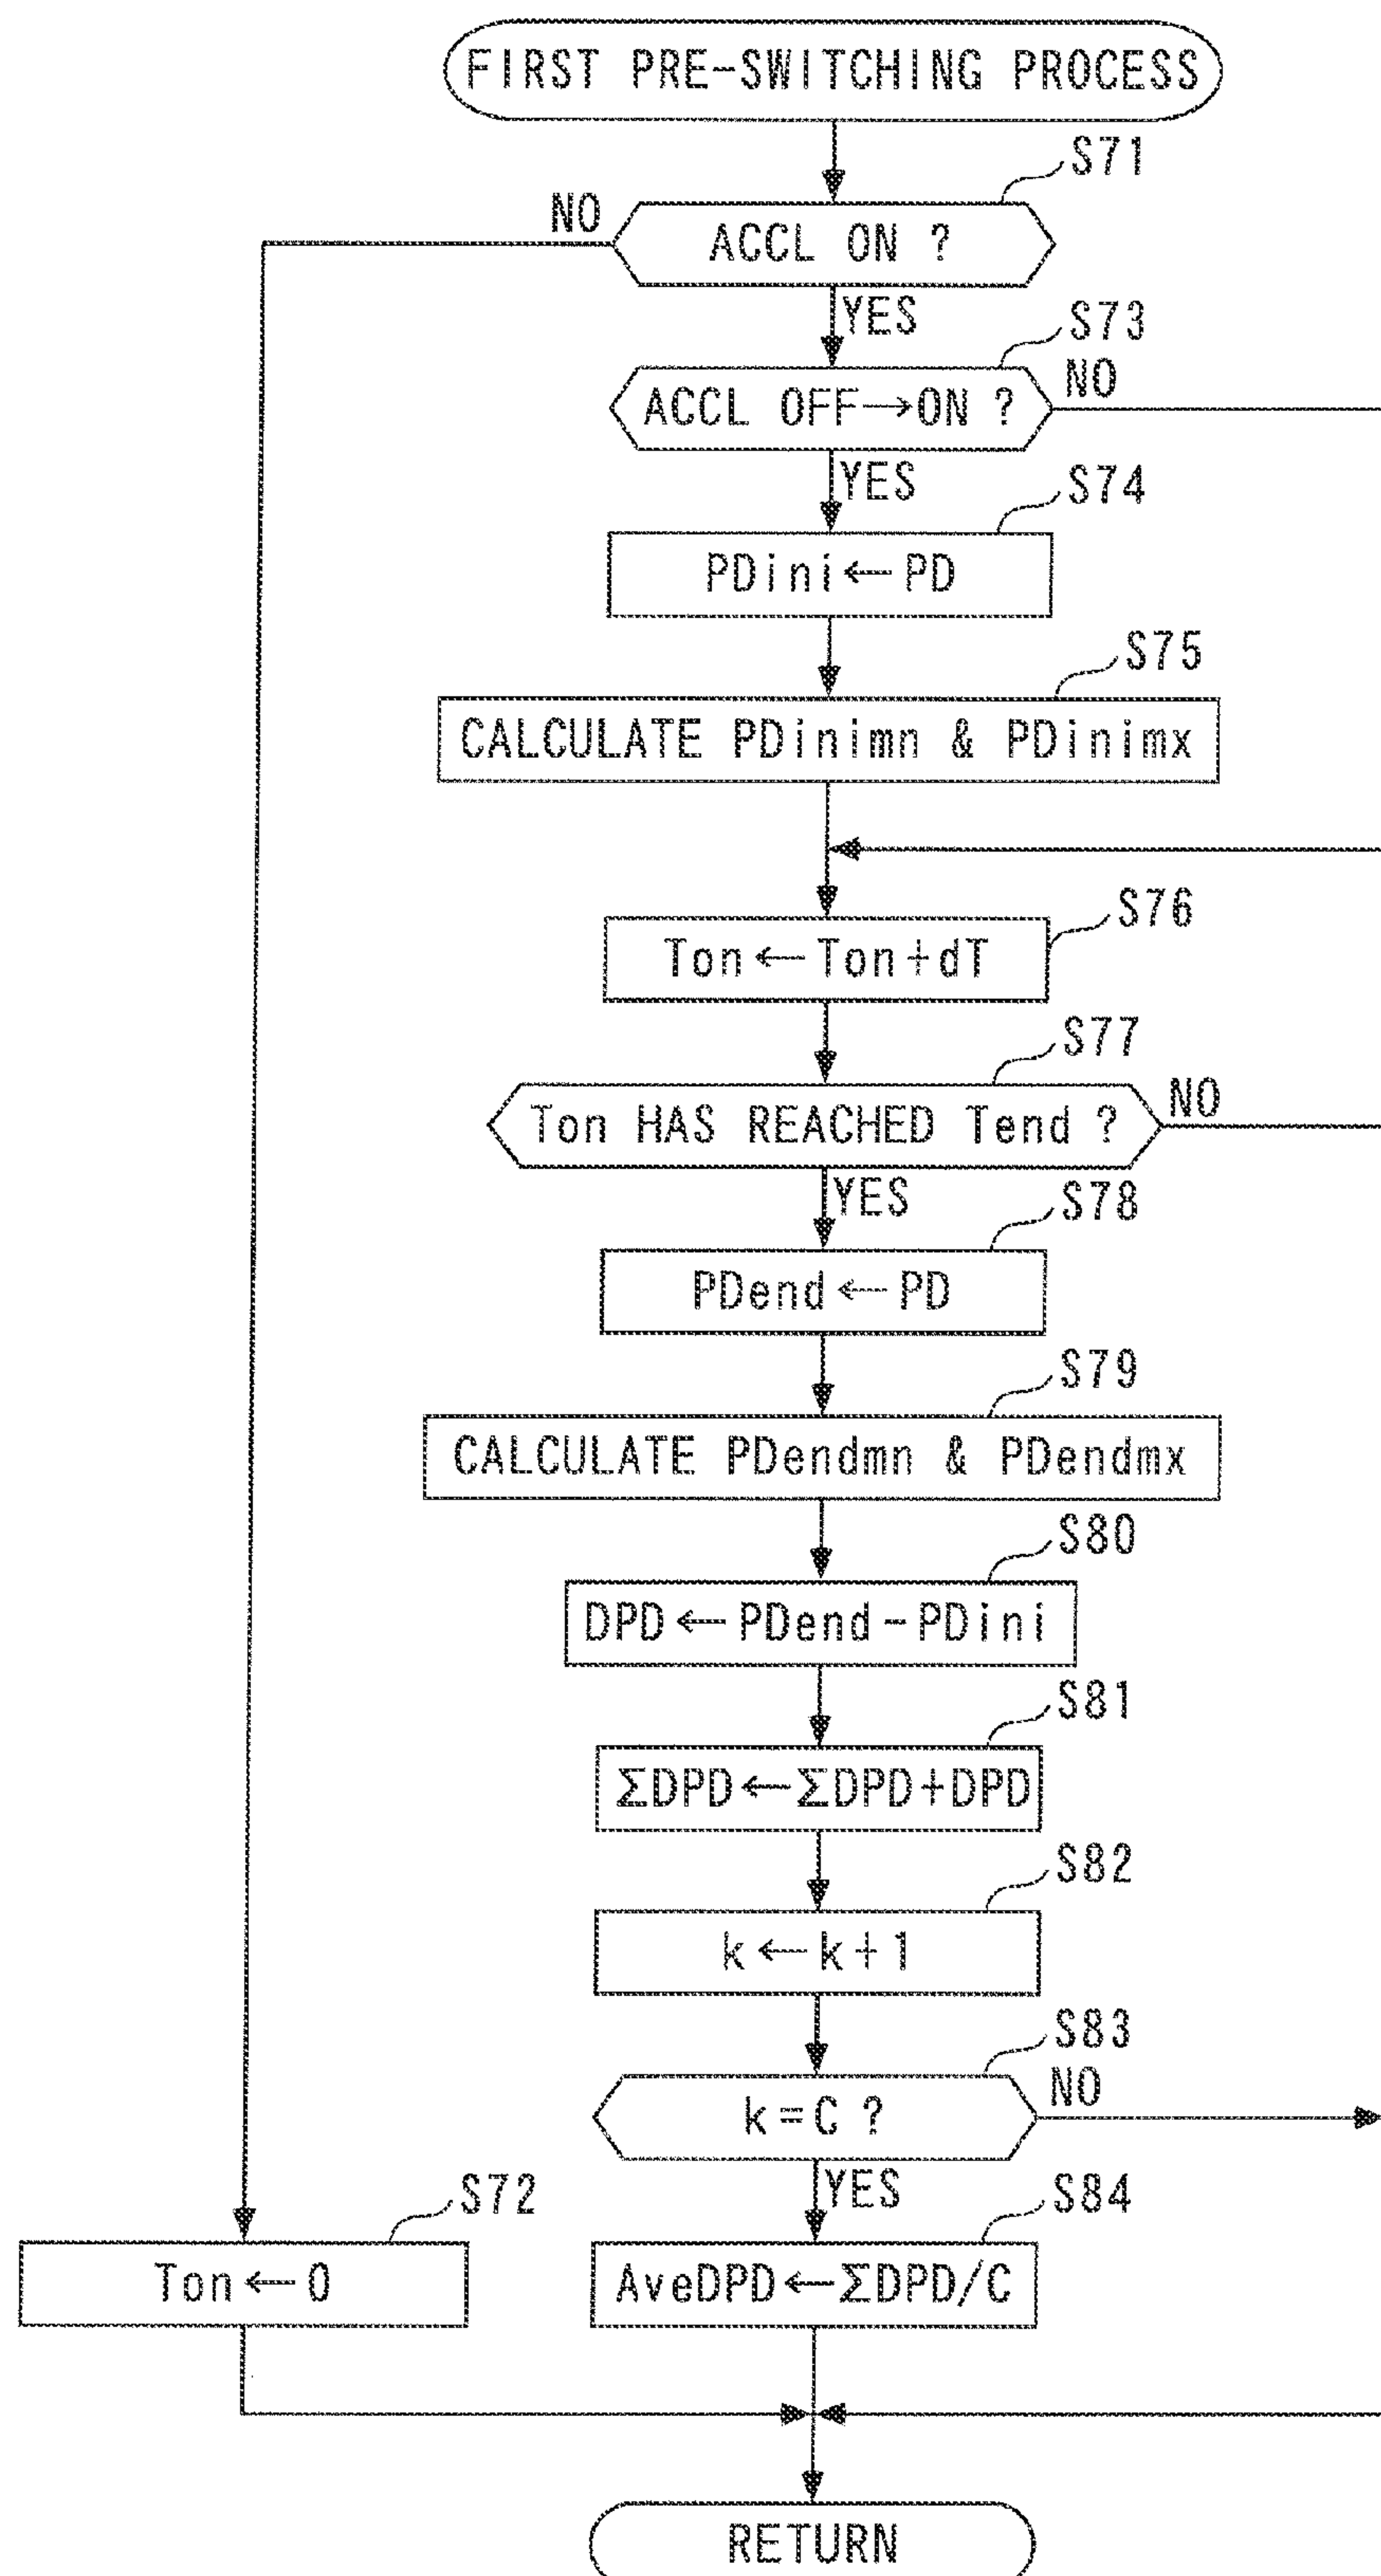 FIRST PRE-SWITCHING PROCESS
S71
NO
ACCL ON ?
YES
S73
NO
ACCL OFF→ON ?
YES
S74
PDini←PD
S75
CALCULATE PDinimn & PDinimx
S76
Ton←Ton+dT
S77
NO
Ton HAS REACHED Tend ?
YES
S78
PDend←PD
S79
CALCULATE PDendmn & PDendmx
S80
DPD←PDend-PDini
S81
ΣDPD←ΣDPD+DPD
S82
k←k+1
S83
NO
k=C ?
YES
S72
S84
Ton←0
AveDPD←ΣDPD/C
RETURN